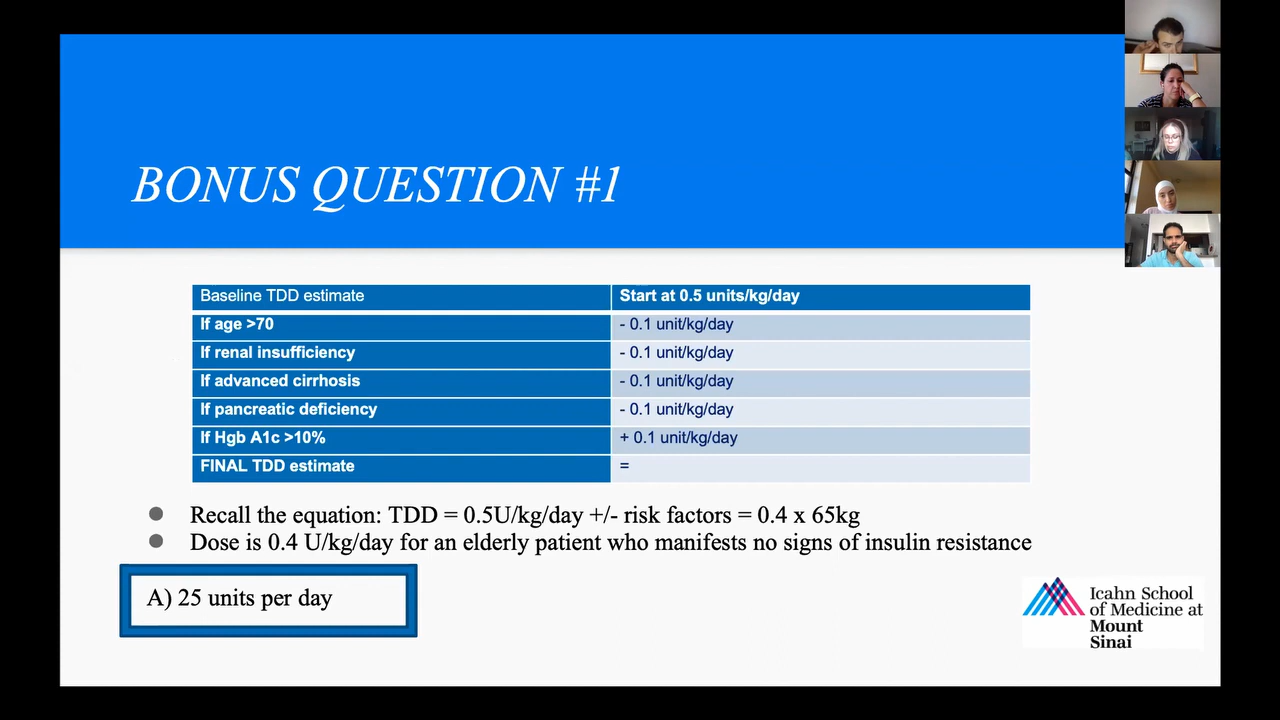 BONUS QUESTION #1
Baseline TDD estimate Start at 0.5 units/kg/day
If age >70 - 0.1 unit/kg/day
If renal insufficiency - 0.1 unit/kg/day
If advanced cirrhosis - 0.1 unit/kg/day
If pancreatic deficiency - 0.1 unit/kg/day
If Hgb A1c >10% + 0.1 unit/kg/day
FINAL TDD estimate =
Recall the equation: TDD = 0.5U/kg/day +/- risk factors = 0.4 x 65kg
Dose is 0.4 U/kg/day for an elderly patient who manifests no signs of insulin resistance
A) 25 units per day
Icahn School
of Medicine at
Mount
Sinai